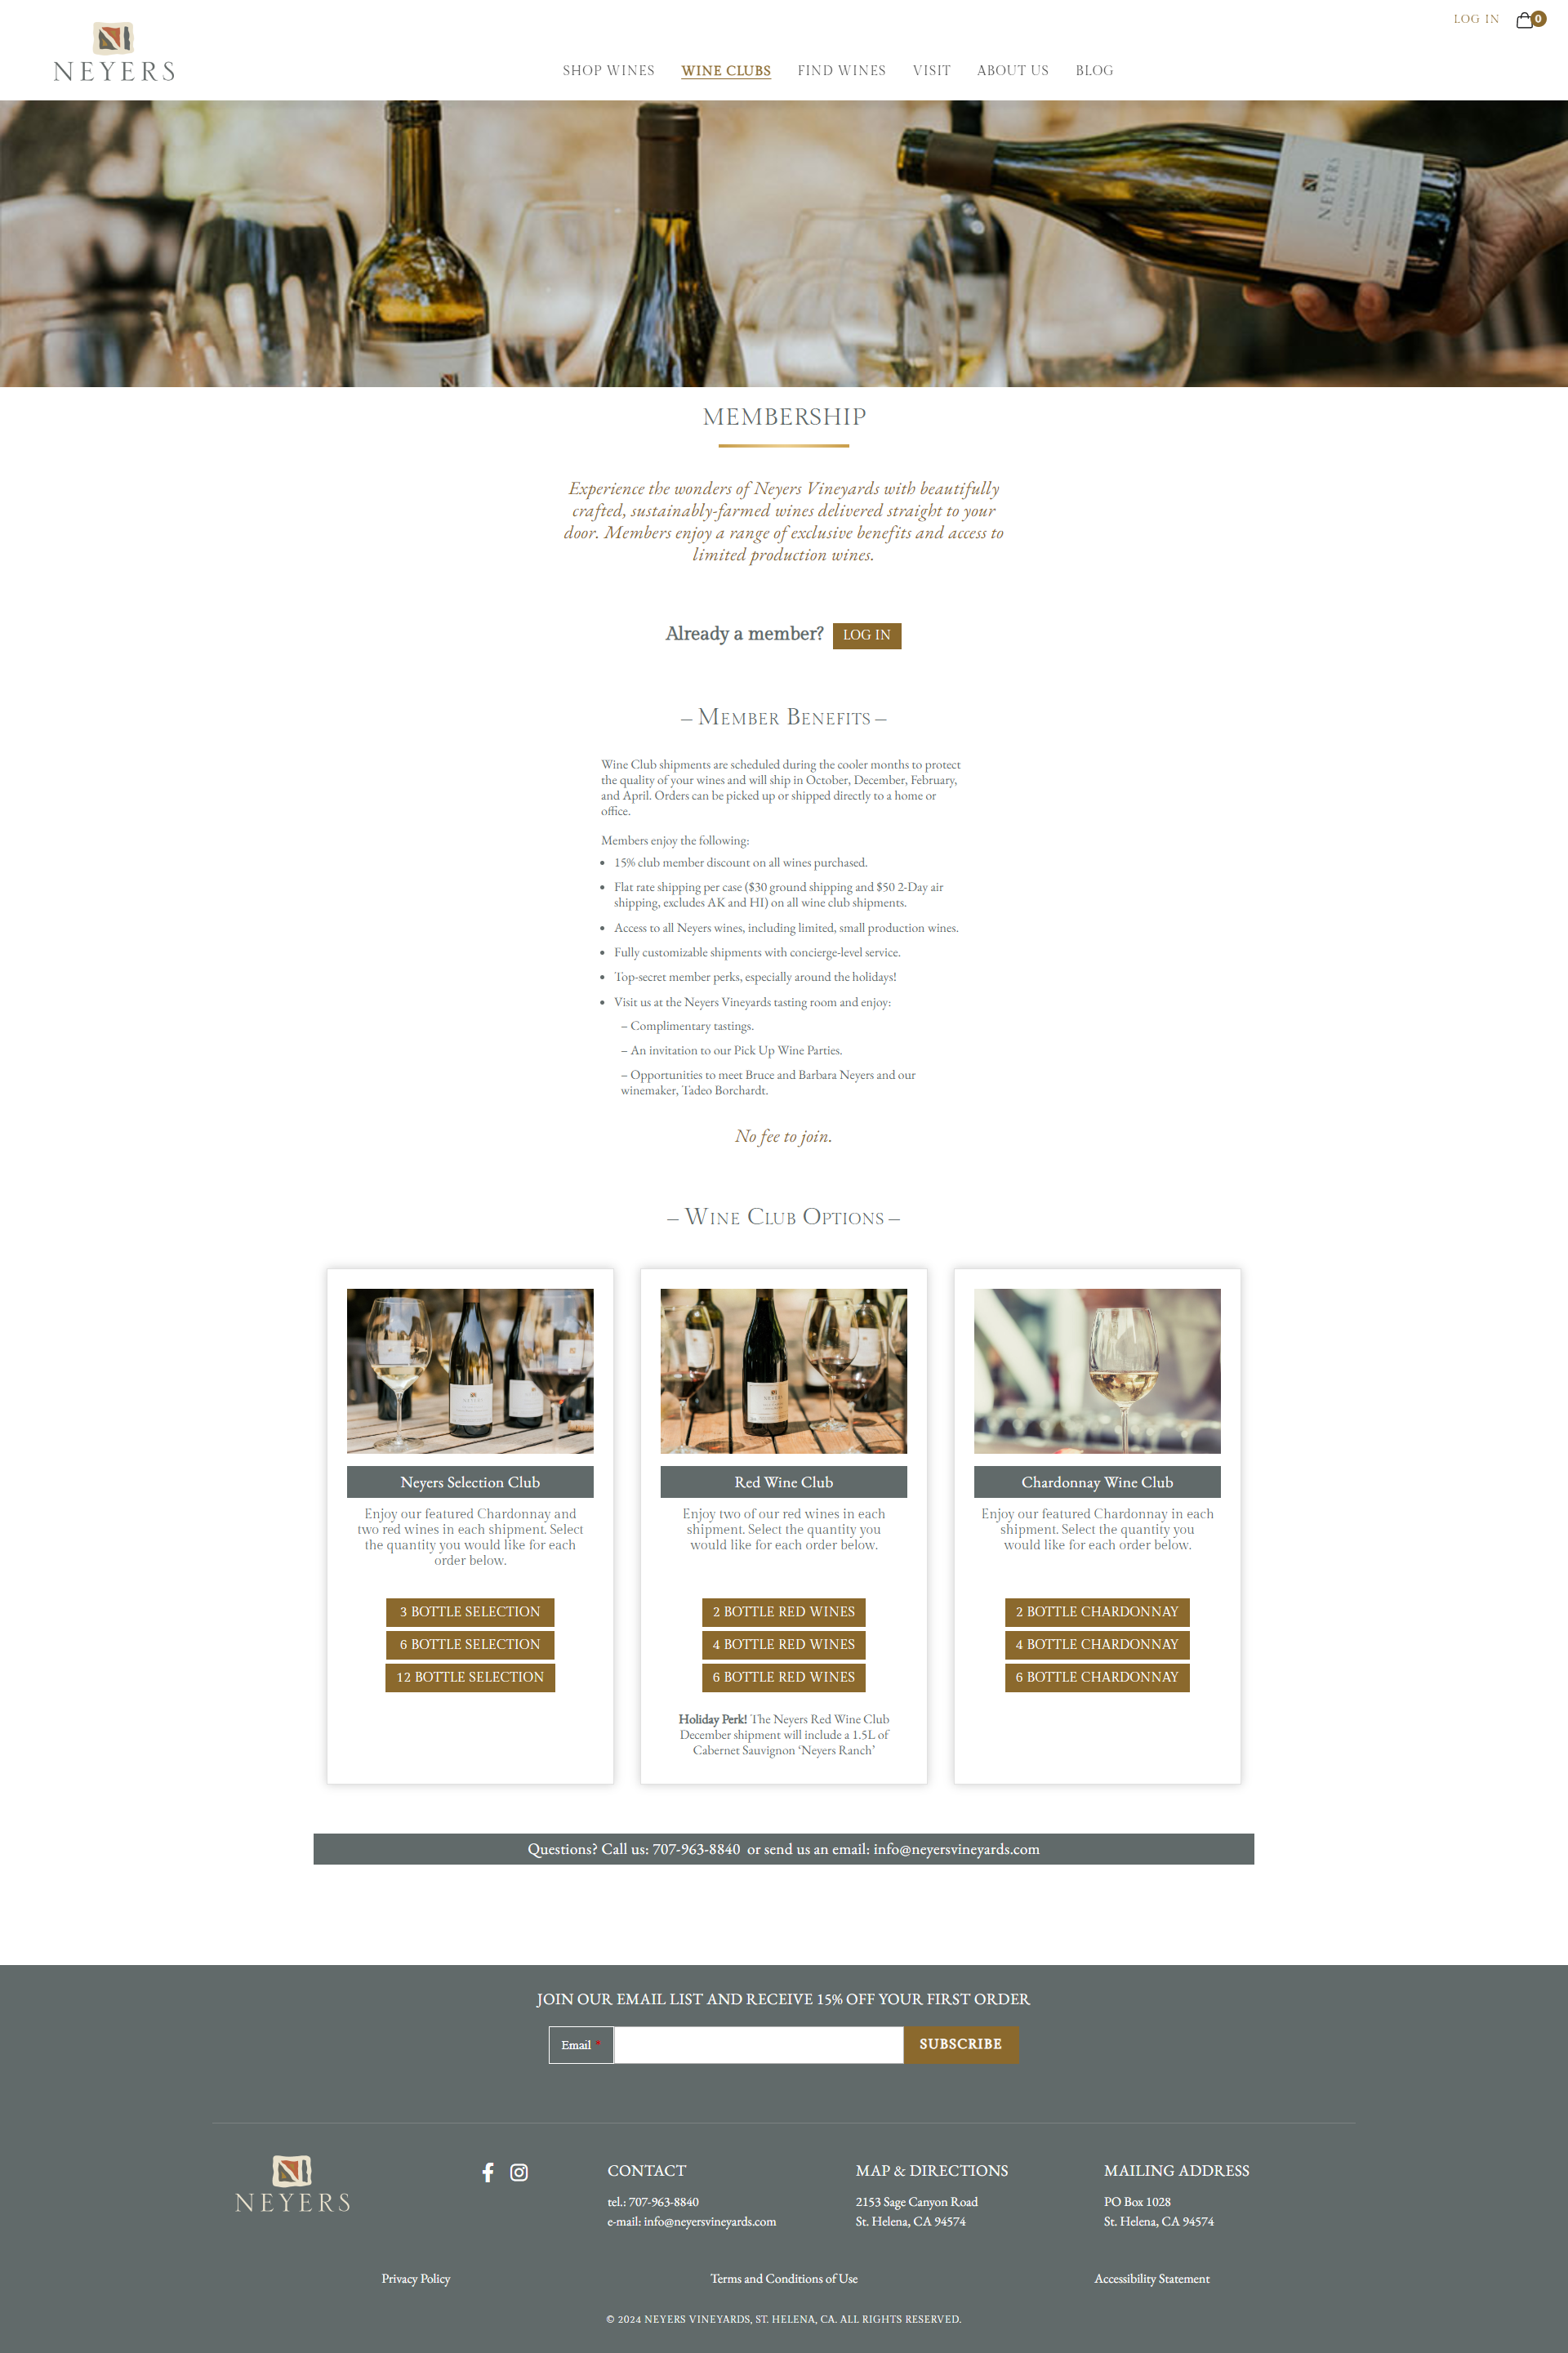 LOG IN
0
NEYERS
SHOP WINES
WINE CLUBS
FIND WINES
VISIT
ABOUT US
BLOG
NEYERS
CHARDONNAY
2018
MEMBERSHIP
Experience the wonders of Neyers Vineyards with beautifully
crafted, sustainably-farmed wines delivered straight to your
door. Members enjoy a range of exclusive benefits and access to
limited production wines.
Already a member? LOG IN
– Member Benefits –
Wine Club shipments are scheduled during the cooler months to protect
the quality of your wines and will ship in October, December, February,
and April. Orders can be picked up or shipped directly to a home or
office.
Members enjoy the following:
• 15% club member discount on all wines purchased.
• Flat rate shipping per case ($30 ground shipping and $50 2-Day air
shipping, excludes AK and HI) on all wine club shipments.
• Access to all Neyers wines, including limited, small production wines.
• Fully customizable shipments with concierge-level service.
• Top-secret member perks, especially around the holidays!
• Visit us at the Neyers Vineyards tasting room and enjoy:
– Complimentary tastings.
– An invitation to our Pick Up Wine Parties.
– Opportunities to meet Bruce and Barbara Neyers and our
winemaker, Tadeo Borchardt.
No fee to join.
– Wine Club Options –
Neyers Selection Club
Enjoy our featured Chardonnay and
two red wines in each shipment. Select
the quantity you would like for each
order below.
3 BOTTLE SELECTION
6 BOTTLE SELECTION
12 BOTTLE SELECTION
NEYERS
Red Wine Club
Enjoy two of our red wines in each
shipment. Select the quantity you
would like for each order below.
2 BOTTLE RED WINES
4 BOTTLE RED WINES
6 BOTTLE RED WINES
Holiday Perk! The Neyers Red Wine Club
December shipment will include a 1.5L of
Cabernet Sauvignon ‘Neyers Ranch’
Chardonnay Wine Club
Enjoy our featured Chardonnay in each
shipment. Select the quantity you
would like for each order below.
2 BOTTLE CHARDONNAY
4 BOTTLE CHARDONNAY
6 BOTTLE CHARDONNAY
Questions? Call us: 707-963-8840 or send us an email: info@neyersvineyards.com
JOIN OUR EMAIL LIST AND RECEIVE 15% OFF YOUR FIRST ORDER
Email *
SUBSCRIBE
NEYERS
CONTACT
tel.: 707-963-8840
e-mail: info@neyersvineyards.com
MAP & DIRECTIONS
2153 Sage Canyon Road
St. Helena, CA 94574
MAILING ADDRESS
PO Box 1028
St. Helena, CA 94574
Privacy Policy
Terms and Conditions of Use
Accessibility Statement
© 2024 NEYERS VINEYARDS, ST. HELENA, CA. ALL RIGHTS RESERVED.